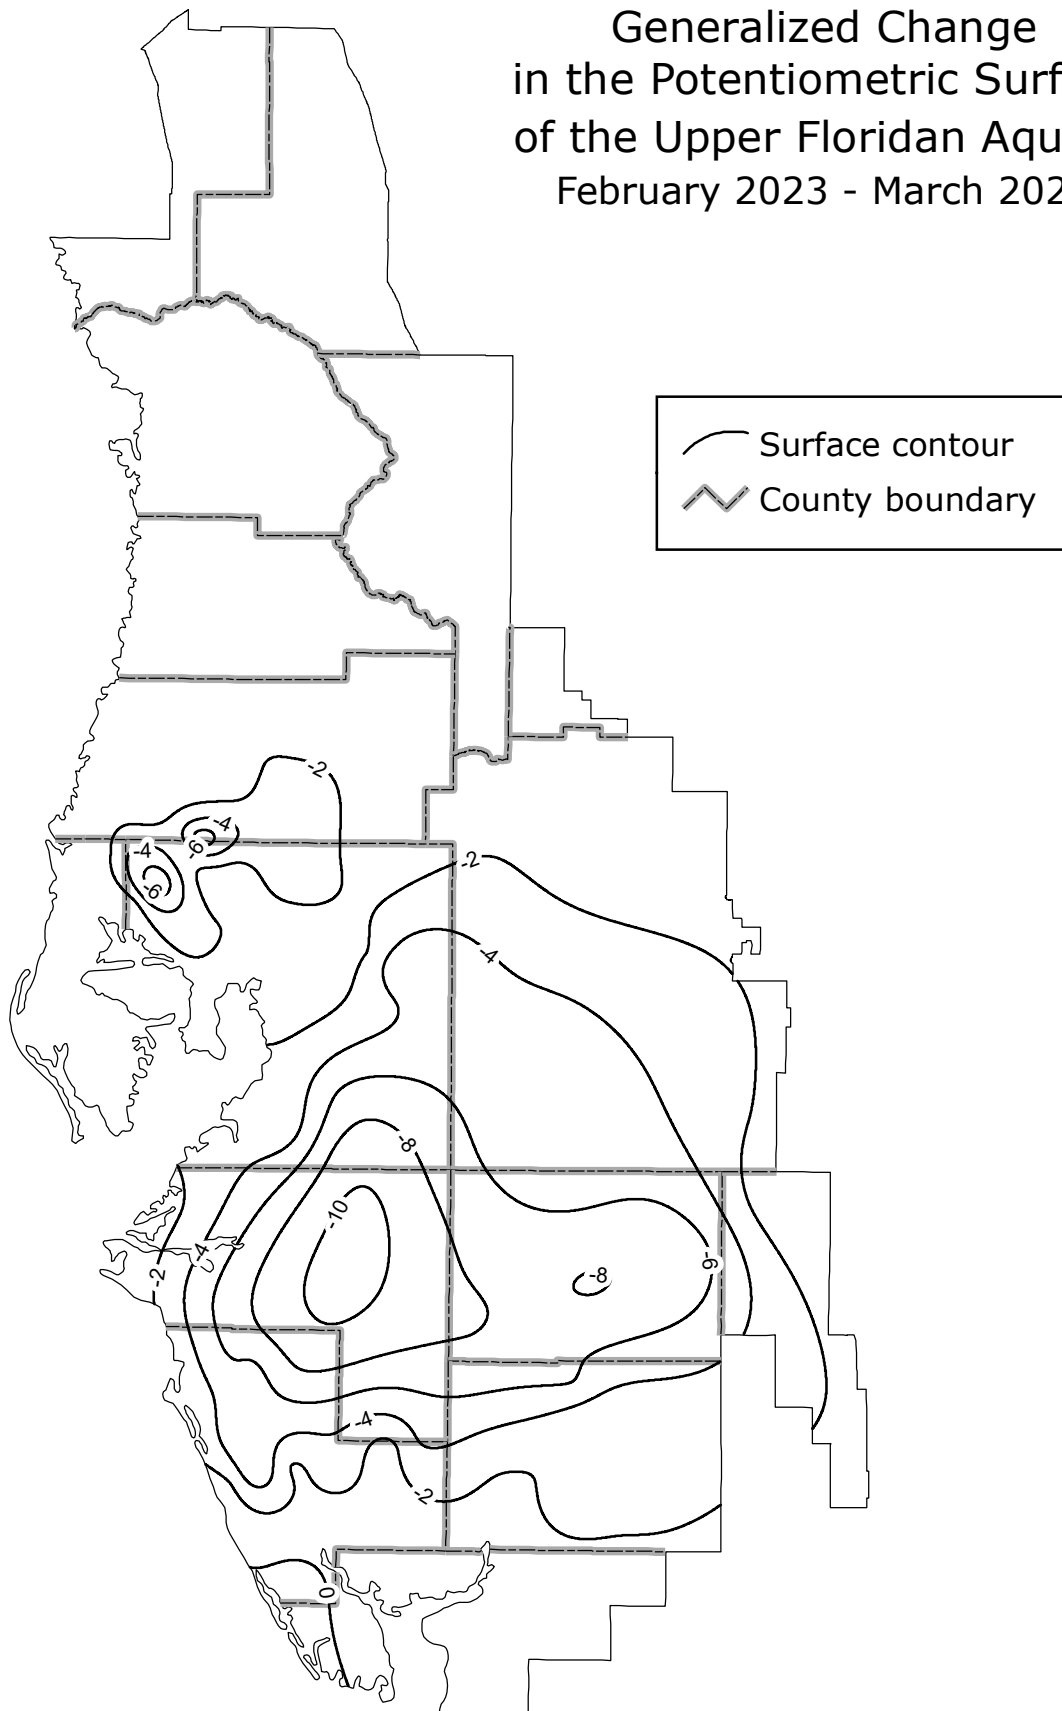 Generalized Change
in the Potentiometric Surf
of the Upper Floridan Aqu
February 2023 - March 202
Surface contour
County boundary
-2
-4
-6
-4
-6
-2
-4
-8
-10
-4
-2
-8
-6
-4
-2
0